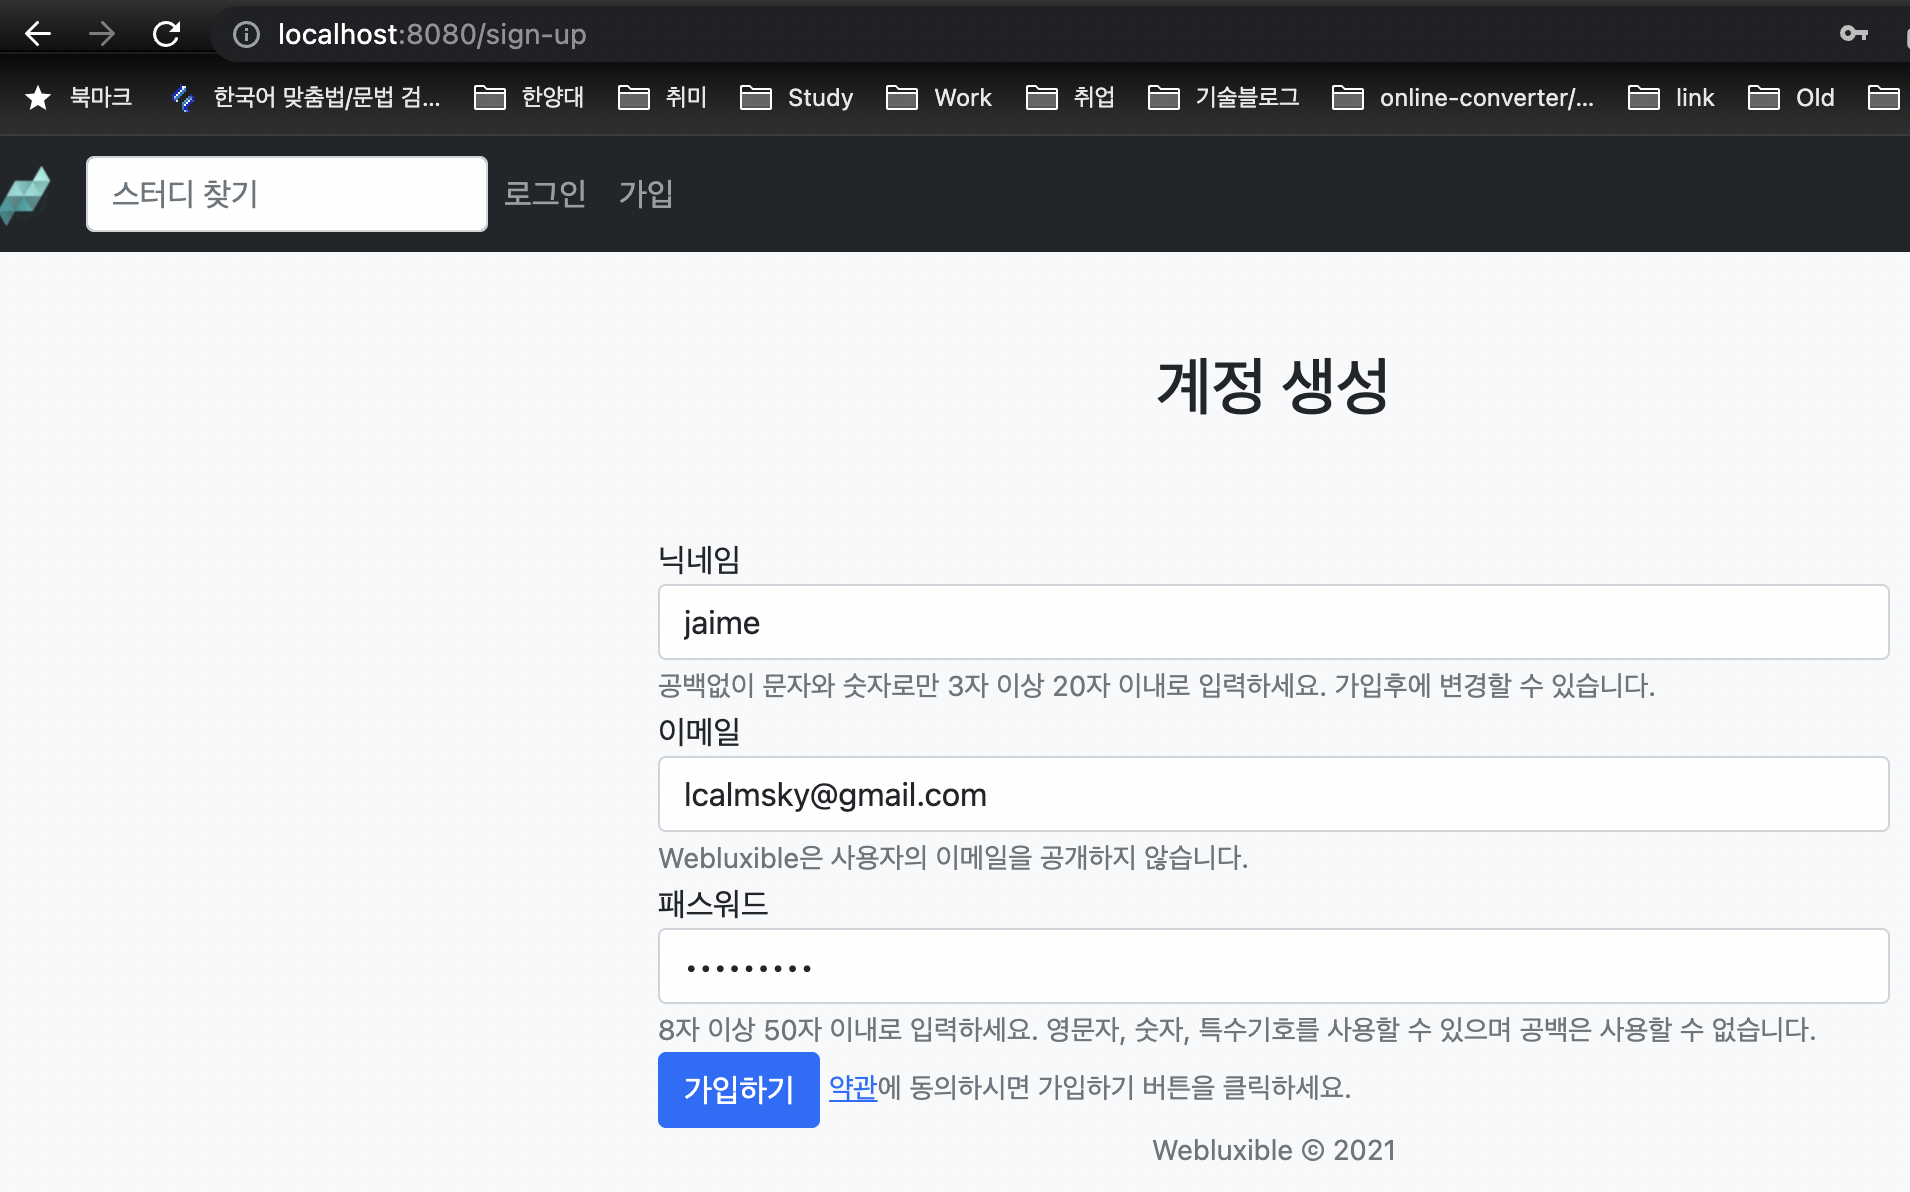 localhost:8080/sign-up
북마크 한국어 맞춤법/문법 검... 한양대 취미 Study Work 취업 기술블로그 online-converter/... link Old
스터디 찾기 로그인 가입
계정 생성
닉네임
jaime
공백없이 문자와 숫자로만 3자 이상 20자 이내로 입력하세요. 가입후에 변경할 수 있습니다.
이메일
lcalmsky@gmail.com
Webluxible은 사용자의 이메일을 공개하지 않습니다.
패스워드
•••••••••
8자 이상 50자 이내로 입력하세요. 영문자, 숫자, 특수기호를 사용할 수 있으며 공백은 사용할 수 없습니다.
가입하기 약관에 동의하시면 가입하기 버튼을 클릭하세요.
Webluxible © 2021